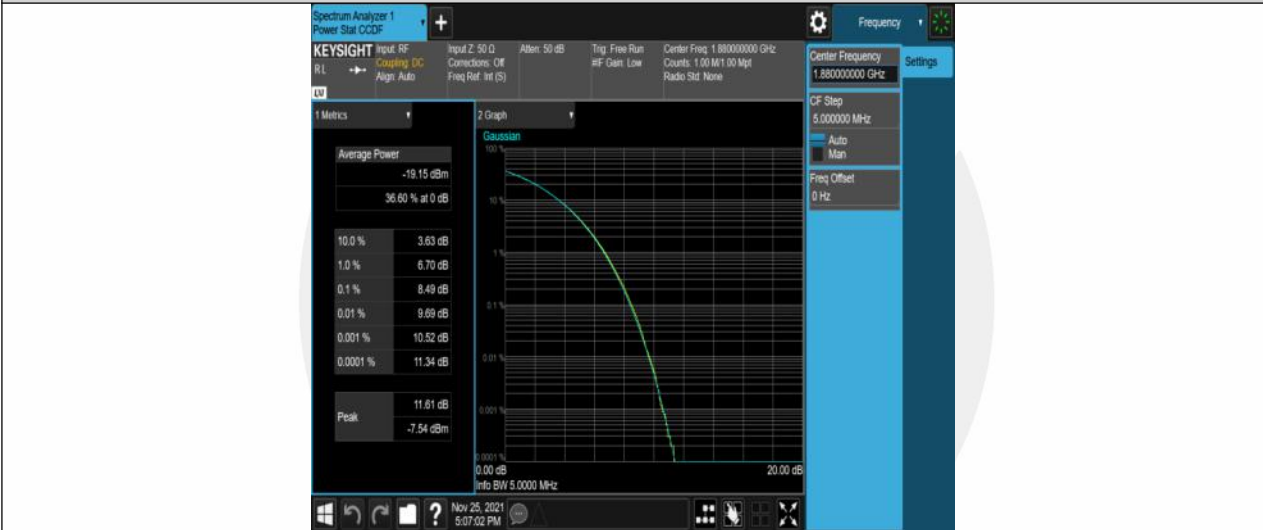 Spectrum Analyzer 1
Power Stat CCDF
Frequency
KEYSIGHT
Input: RF
Coupling: DC
Align: Auto
Input Z: 50 Ω
Corrections: Off
Freq Ref: Int (S)
Atten: 50 dB
Trig: Free Run
#IF Gain: Low
Center Freq: 1.880000000 GHz
Counts: 1.00 M/1.00 Mpt
Radio Std: None
RL
Center Frequency
1.880000000 GHz
Settings
CF Step
5.000000 MHz
Auto
Man
Freq Offset
0 Hz
1 Metrics
Average Power
-19.15 dBm
36.60 % at 0 dB
10.0 % 3.63 dB
1.0 % 6.70 dB
0.1 % 8.49 dB
0.01 % 9.69 dB
0.001 % 10.52 dB
0.0001 % 11.34 dB
Peak
11.61 dB
-7.54 dBm
2 Graph
Gaussian
100 %
10 %
1 %
0.1 %
0.01 %
0.001 %
0.0001 %
0.00 dB
20.00 dB
Info BW 5.0000 MHz
?
Nov 25, 2021
5:07:02 PM